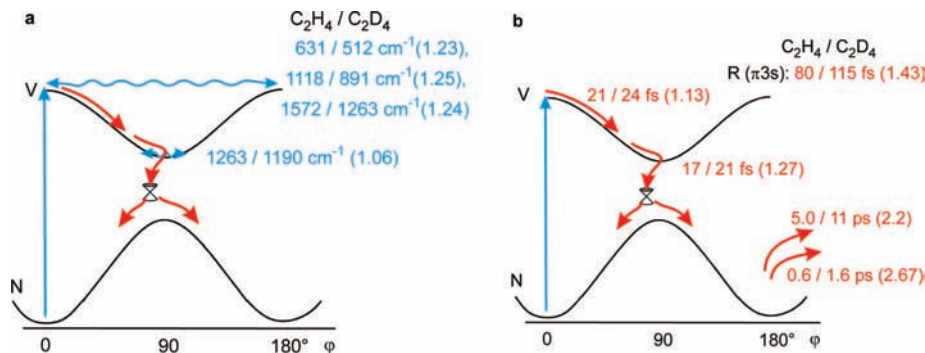 a
C₂H₄ / C₂D₄
631 / 512 cm⁻¹(1.23),
1118 / 891 cm⁻¹(1.25),
1572 / 1263 cm⁻¹(1.24)
V
1263 / 1190 cm⁻¹ (1.06)
N
0 90 180° φ
b
C₂H₄ / C₂D₄
R (π3s): 80 / 115 fs (1.43)
V
21 / 24 fs (1.13)
17 / 21 fs (1.27)
5.0 / 11 ps (2.2)
0.6 / 1.6 ps (2.67)
N
0 90 180° φ